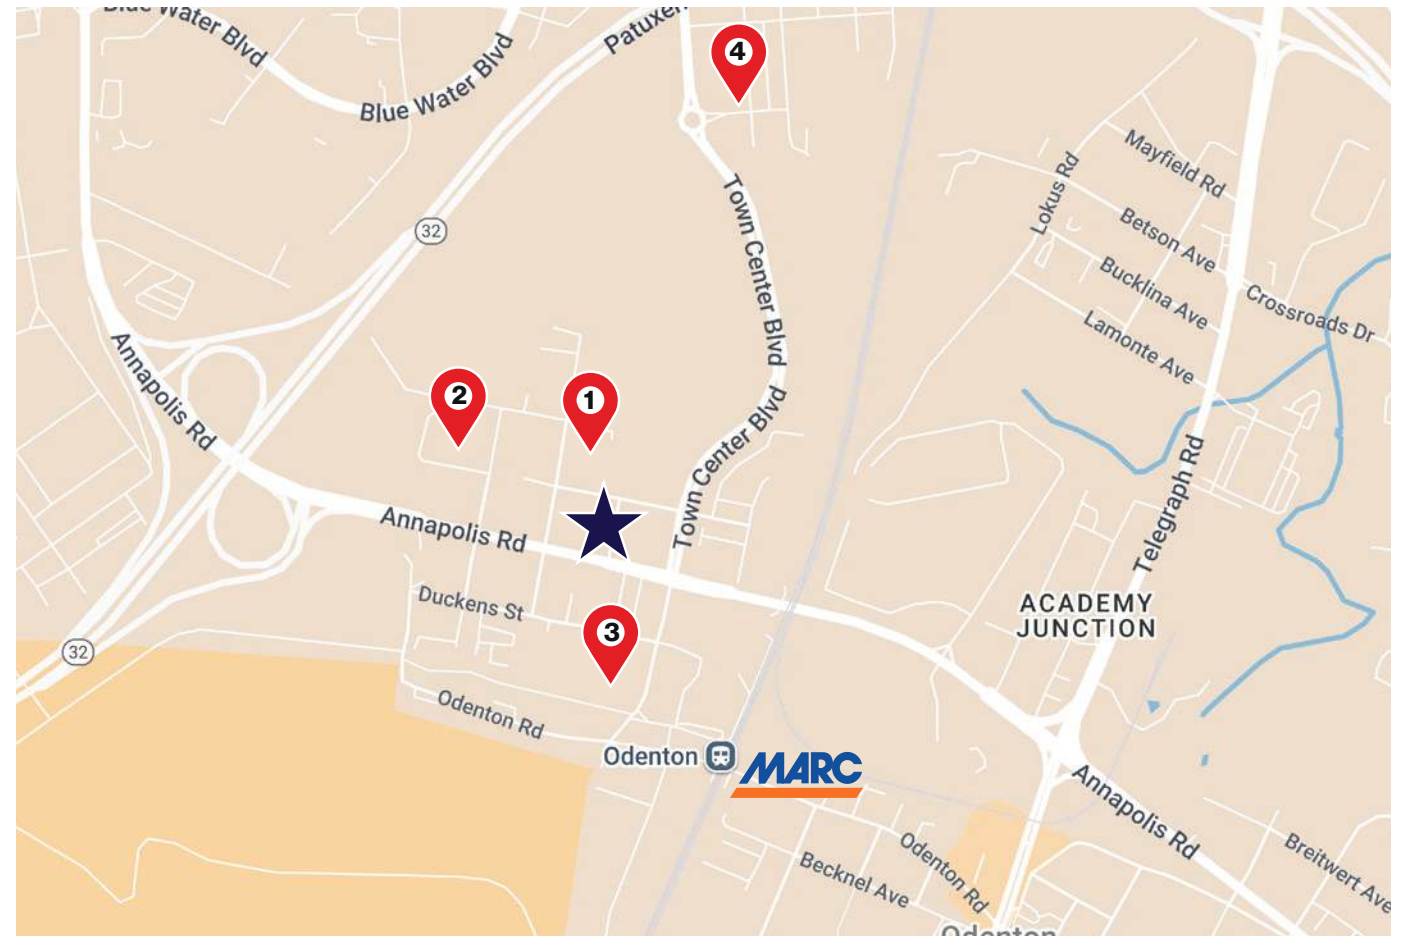 Blue Water Blvd
Blue Water Blvd
Patuxen
4
Town Center Blvd
Mayfield Rd
Lokus Rd
Betson Ave
Bucklina Ave
Lamonte Ave
Crossroads Dr
32
Annapolis Rd
2
1
Town Center Blvd
Telegraph Rd
Annapolis Rd
Duckens St
3
ACADEMY
JUNCTION
32
Odenton Rd
Odenton
MARC
Annapolis Rd
Odenton Rd
Becknel Ave
Breitwert Ave
Odenton